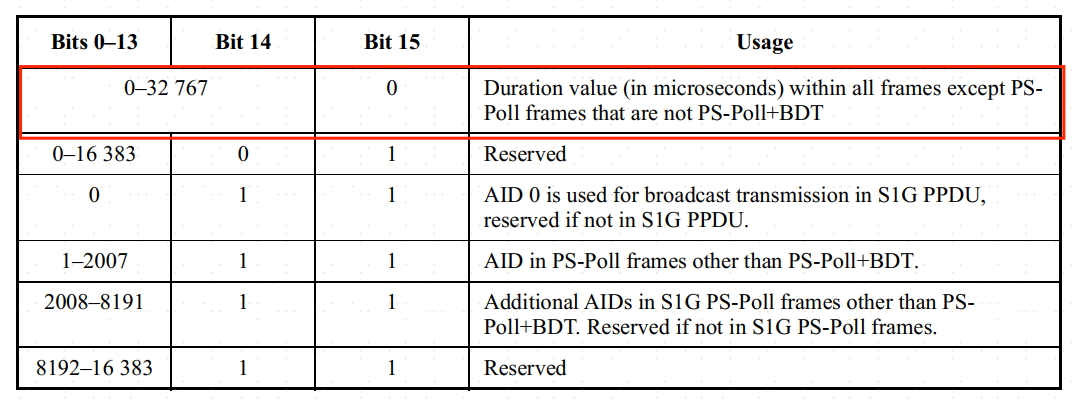 Bits 0–13 Bit 14 Bit 15 Usage
0–32 767 0 Duration value (in microseconds) within all frames except PS-
Poll frames that are not PS-Poll+BDT
0–16 383 0 1 Reserved
0 1 1 AID 0 is used for broadcast transmission in S1G PPDU,
reserved if not in S1G PPDU.
1–2007 1 1 AID in PS-Poll frames other than PS-Poll+BDT.
2008–8191 1 1 Additional AIDs in S1G PS-Poll frames other than PS-
Poll+BDT. Reserved if not in S1G PS-Poll frames.
8192–16 383 1 1 Reserved